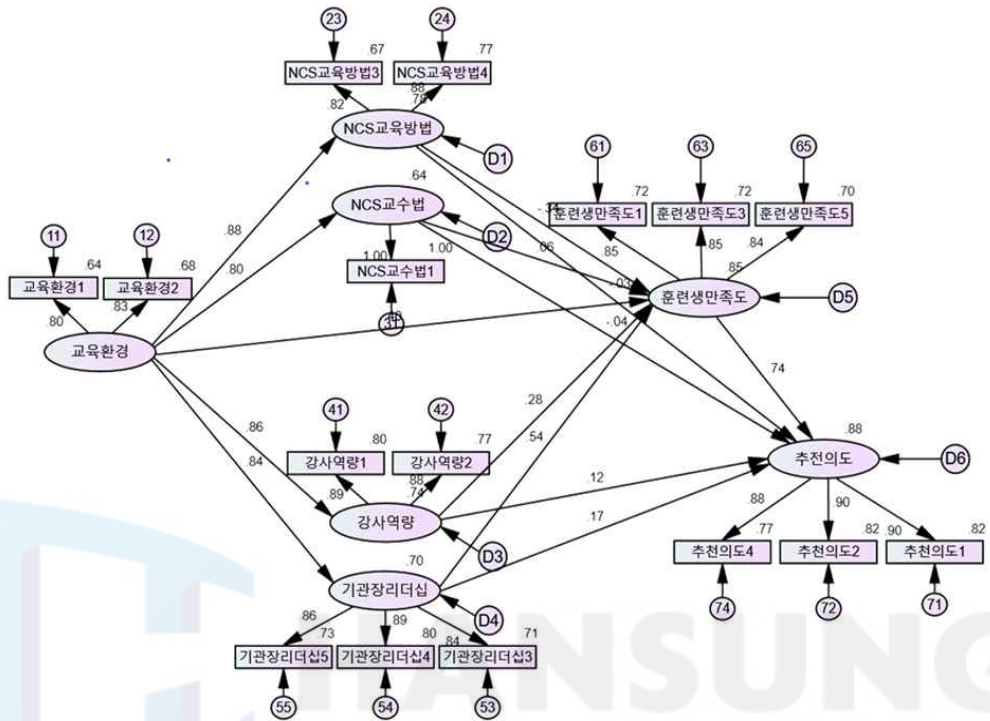 23 24
.67 .77
NCS교육방법3 NCS교육방법4
.82 .88
.78
NCS교육방법 D1
61 63 65
.64 .72 .72 .70
NCS교수법 훈련생만족도1 훈련생만족도3 훈련생만족도5
11 12 .88 D2 -.34
.64 .68 .80 1.00 1.00 .06 .85 .85 .84 .85
교육환경1 교육환경2 NCS교수법1 -.03 훈련생만족도 D5
.80 .83 31 -.04
교육환경
.74
.86 .28
.84 41 42 .54 .88
.80 .77 추전의도 D6
강사역량1 강사역량2 .12
.89 .88 .88 .90 .90
.74 .17
강사역량 .77 .82 .82
D3 추천의도4 추천의도2 추천의도1
.70
기관장리더십 74 72 71
D4
.86 .89 .84
.73 .80 .71
기관장리더십5 기관장리더십4 기관장리더십3
55 54 53
HANSUNG